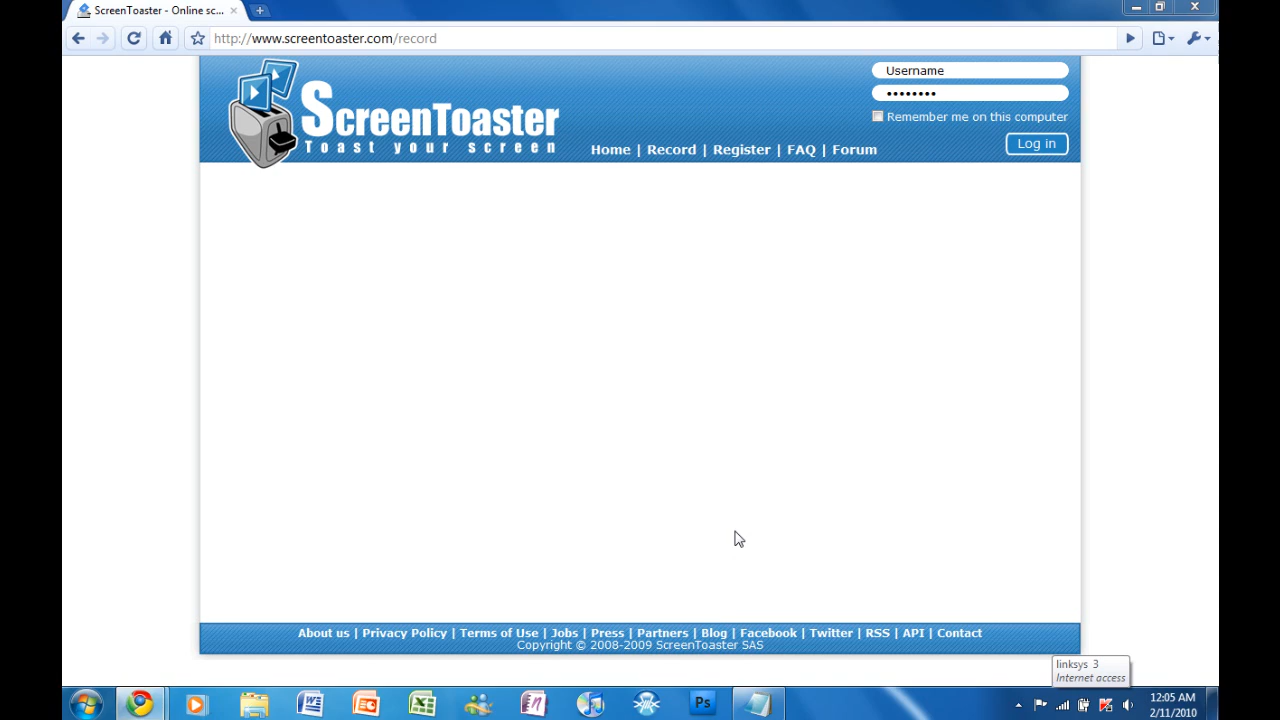 ScreenToaster - Online sc...
http://www.screentoaster.com/record
ScreenToaster
Toast your screen
Username
Remember me on this computer
Home | Record | Register | FAQ | Forum
Log in
About us | Privacy Policy | Terms of Use | Jobs | Press | Partners | Blog | Facebook | Twitter | RSS | API | Contact
Copyright © 2008-2009 ScreenToaster SAS
linksys 3
Internet access
Ps
12:05 AM
2/11/2010